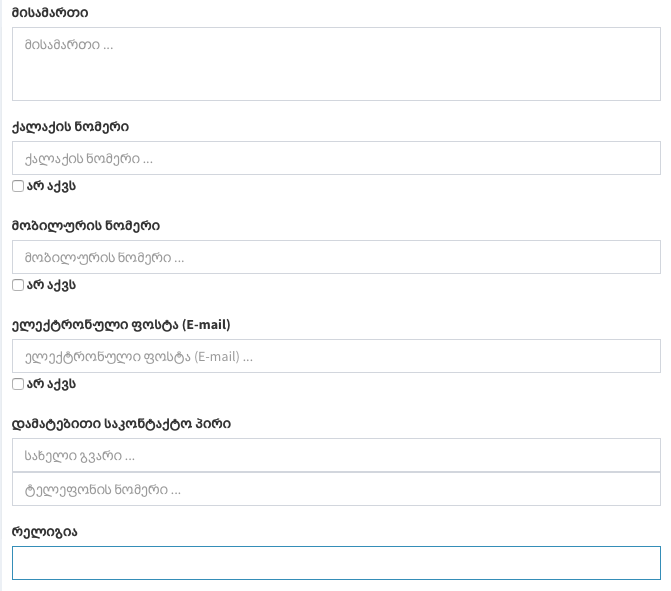 მისამართი
მისამართი ...
ქალაქის ნომერი
ქალაქის ნომერი ...
არ აქვს
მობილურის ნომერი
მობილურის ნომერი ...
არ აქვს
ელექტრონული ფოსტა (E-mail)
ელექტრონული ფოსტა (E-mail) ...
არ აქვს
დამატებითი საკონტაქტო პირი
სახელი გვარი ...
ტელეფონის ნომერი ...
რელიგია